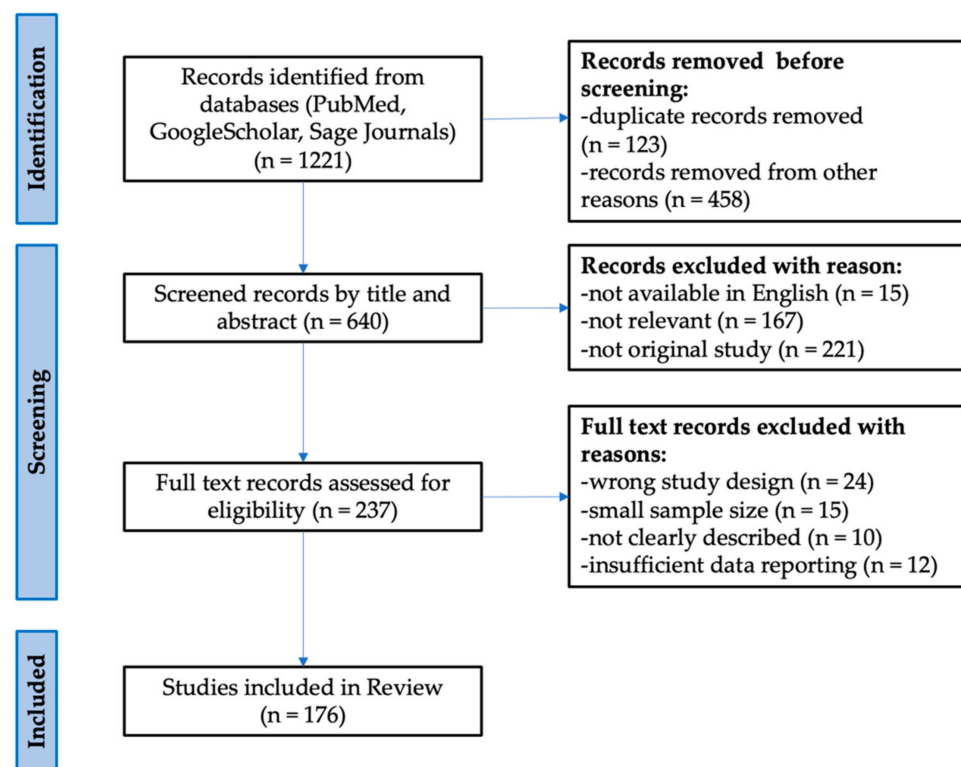 Identification
Records identified from
databases (PubMed,
GoogleScholar, Sage Journals)
(n = 1221)
Records removed before
screening:
-duplicate records removed
(n = 123)
-records removed from other
reasons (n = 458)
Screening
Screened records by title and
abstract (n = 640)
Records excluded with reason:
-not available in English (n = 15)
-not relevant (n = 167)
-not original study (n = 221)
Full text records assessed for
eligibility (n = 237)
Full text records excluded with
reasons:
-wrong study design (n = 24)
-small sample size (n = 15)
-not clearly described (n = 10)
-insufficient data reporting (n = 12)
Included
Studies included in Review
(n = 176)